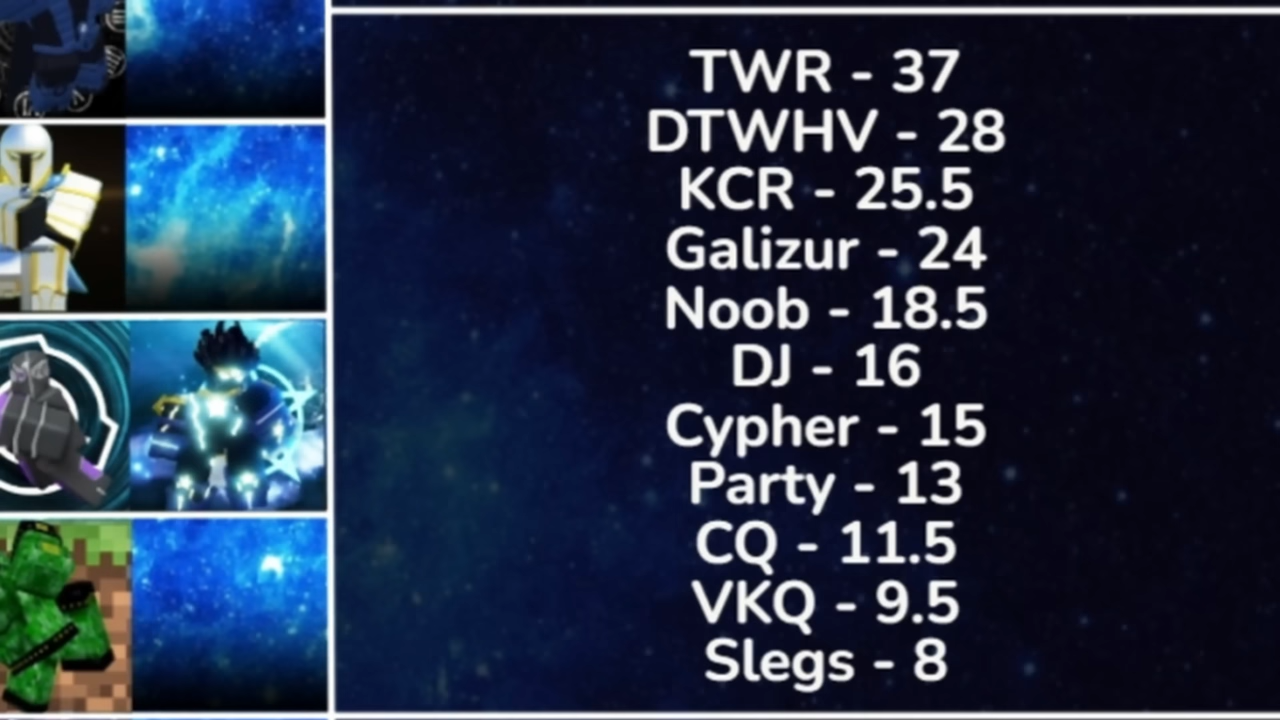 TWR - 37
DTWHV - 28
KCR - 25.5
Galizur - 24
Noob - 18.5
DJ - 16
Cypher - 15
Party - 13
CQ - 11.5
VKQ - 9.5
Slegs - 8